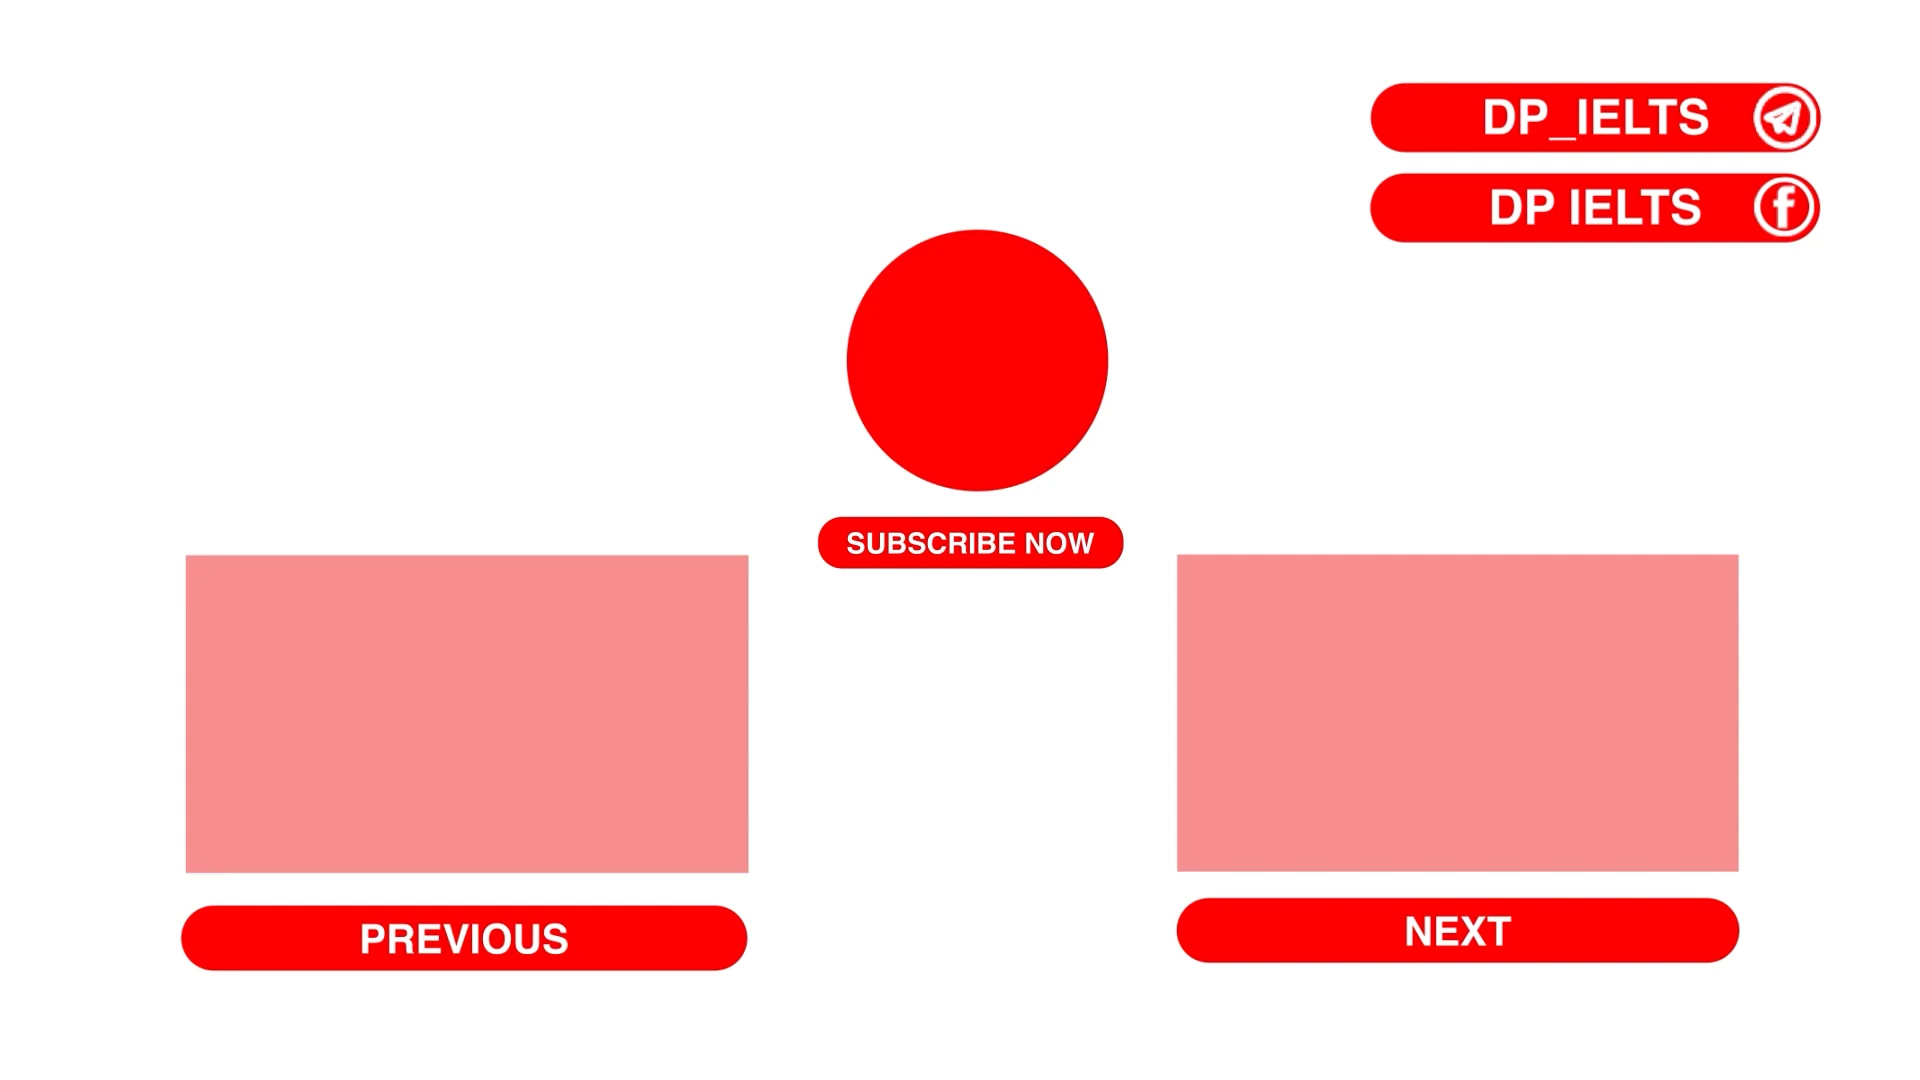 DP_IELTS
DP IELTS
SUBSCRIBE NOW
PREVIOUS
NEXT